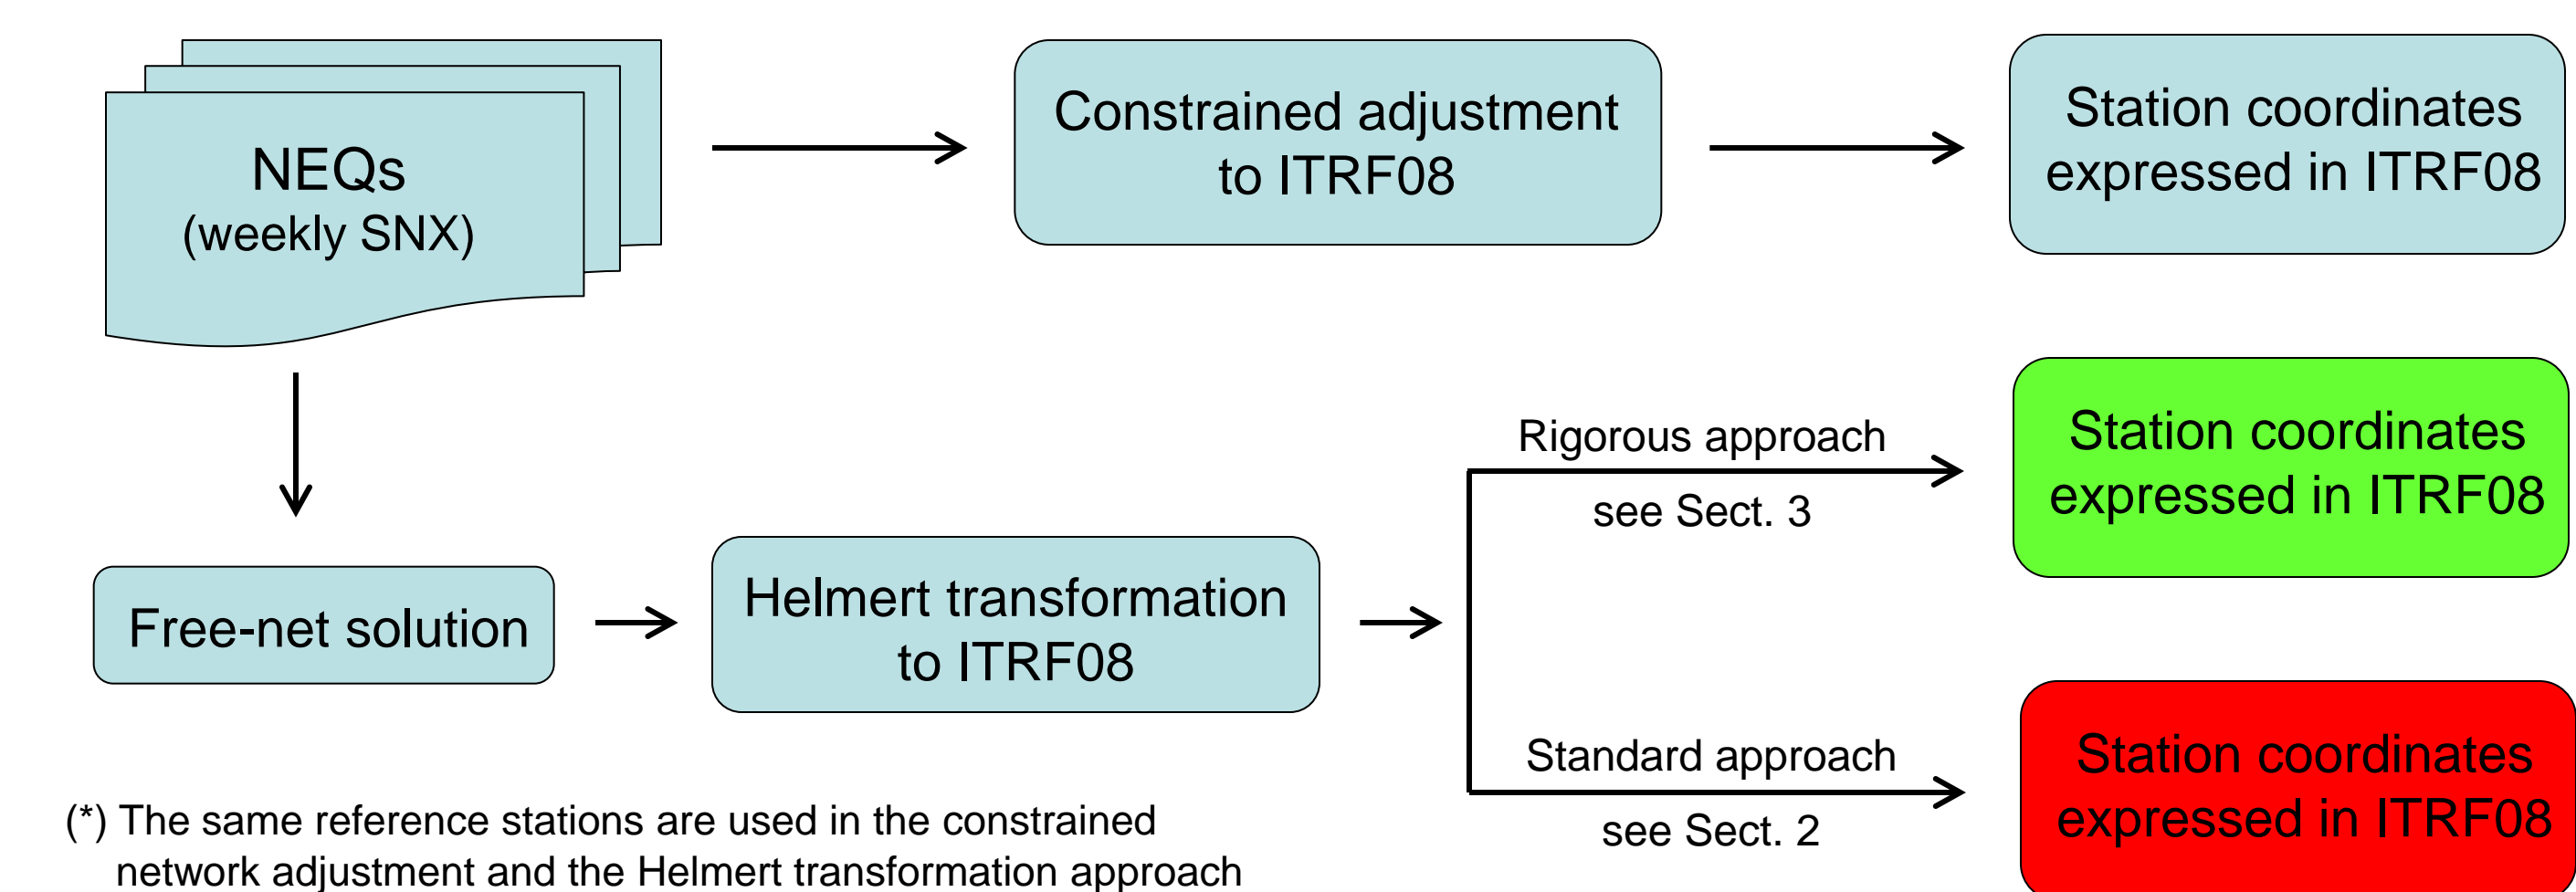 NEQs
(weekly SNX)
Constrained adjustment
to ITRF08
Station coordinates
expressed in ITRF08
Free-net solution
Helmert transformation
to ITRF08
Rigorous approach
see Sect. 3
Station coordinates
expressed in ITRF08
Standard approach
see Sect. 2
Station coordinates
expressed in ITRF08
(*) The same reference stations are used in the constrained
network adjustment and the Helmert transformation approach